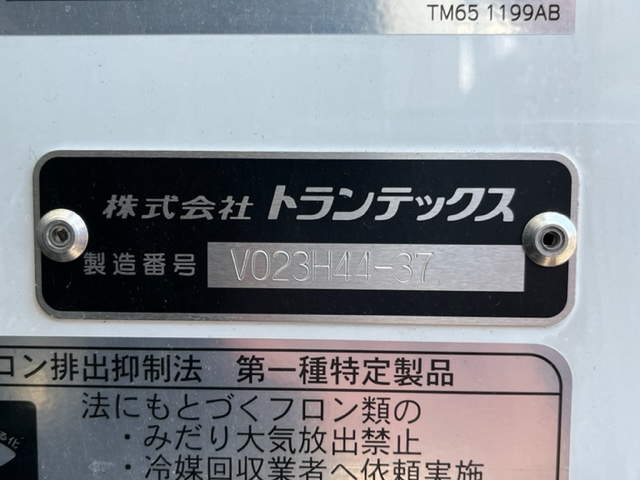 TM65 1199AB
株式会社 トランテックス
製造番号 V023H44-37
ロン排出抑制法 第一種特定製品
法にもとづくフロン類の
・みだり大気放出禁止
・冷媒回収業者へ依頼実施